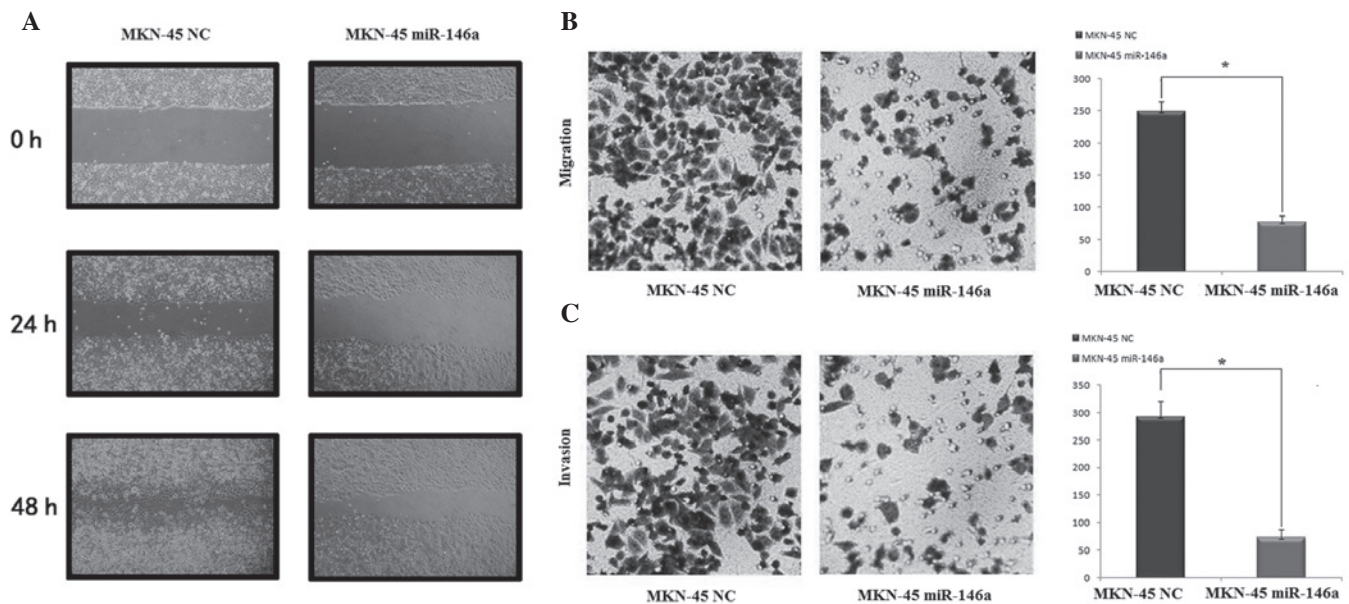 A
MKN-45 NC
MKN-45 miR-146a
0 h
24 h
48 h
B
Migration
MKN-45 NC
MKN-45 miR-146a
MKN-45 NC
MKN-45 miR-146a
300
250
200
150
100
50
0
*
MKN-45 NC
MKN-45 miR-146a
C
Invasion
MKN-45 NC
MKN-45 miR-146a
MKN-45 NC
MKN-45 miR-146a
350
300
250
200
150
100
50
0
*
MKN-45 NC
MKN-45 miR-146a